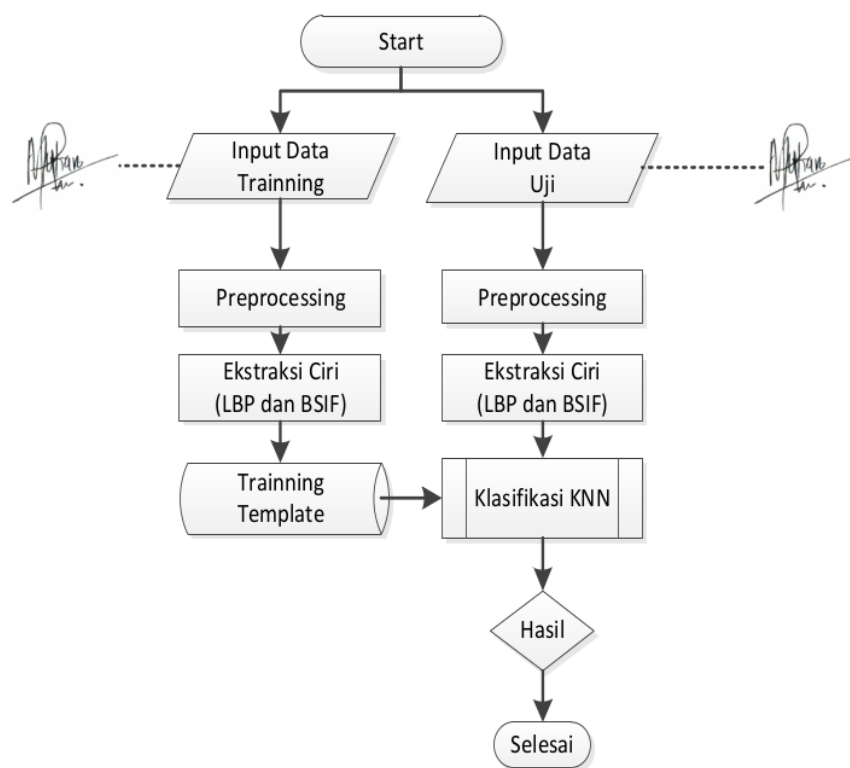 Start
Input Data
Trainning
Input Data
Uji
Preprocessing
Preprocessing
Ekstraksi Ciri
(LBP dan BSIF)
Ekstraksi Ciri
(LBP dan BSIF)
Trainning
Template
Klasifikasi KNN
Hasil
Selesai